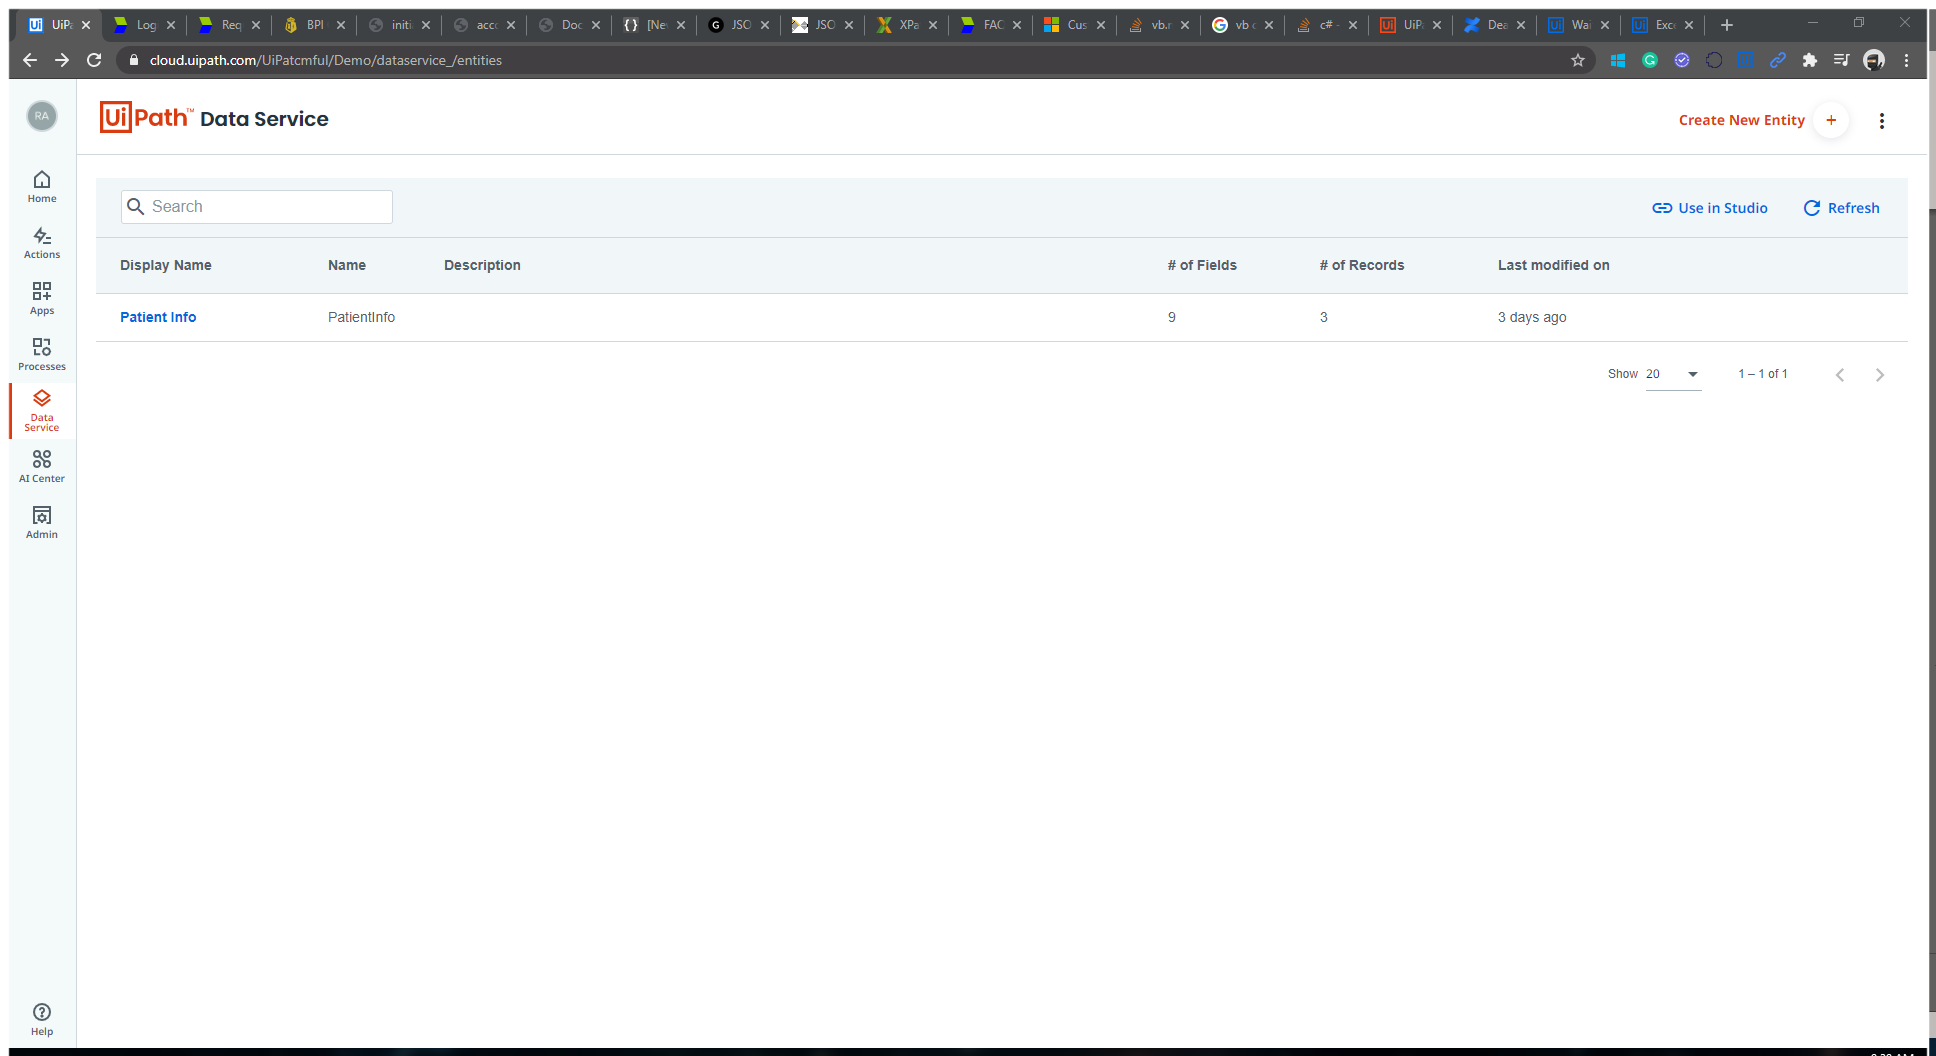 UiPa Log Req BPI initi acco Doc {} [Ne JSO JSO XPa FAC Cus vb.r vb c c# - UiP Dea Wai Exc
cloud.uipath.com/UiPatcmful/Demo/dataservice_/entities
RA
UiPath™ Data Service
Create New Entity +
Home
Actions
Apps
Processes
Data
Service
AI Center
Admin
Help
Search
Use in Studio Refresh
Display Name Name Description # of Fields # of Records Last modified on
Patient Info PatientInfo 9 3 3 days ago
Show 20 1 – 1 of 1